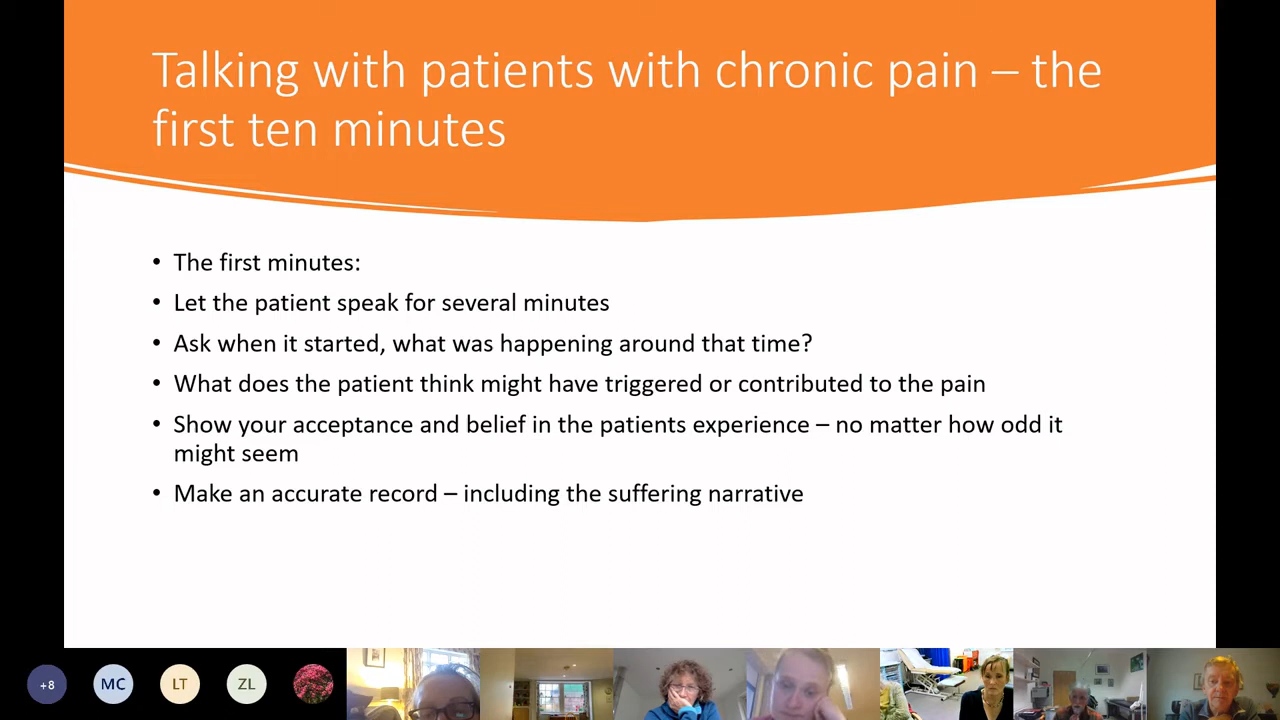 Talking with patients with chronic pain – the
first ten minutes
• The first minutes:
• Let the patient speak for several minutes
• Ask when it started, what was happening around that time?
• What does the patient think might have triggered or contributed to the pain
• Show your acceptance and belief in the patients experience – no matter how odd it
might seem
• Make an accurate record – including the suffering narrative
+8
MC
LT
ZL